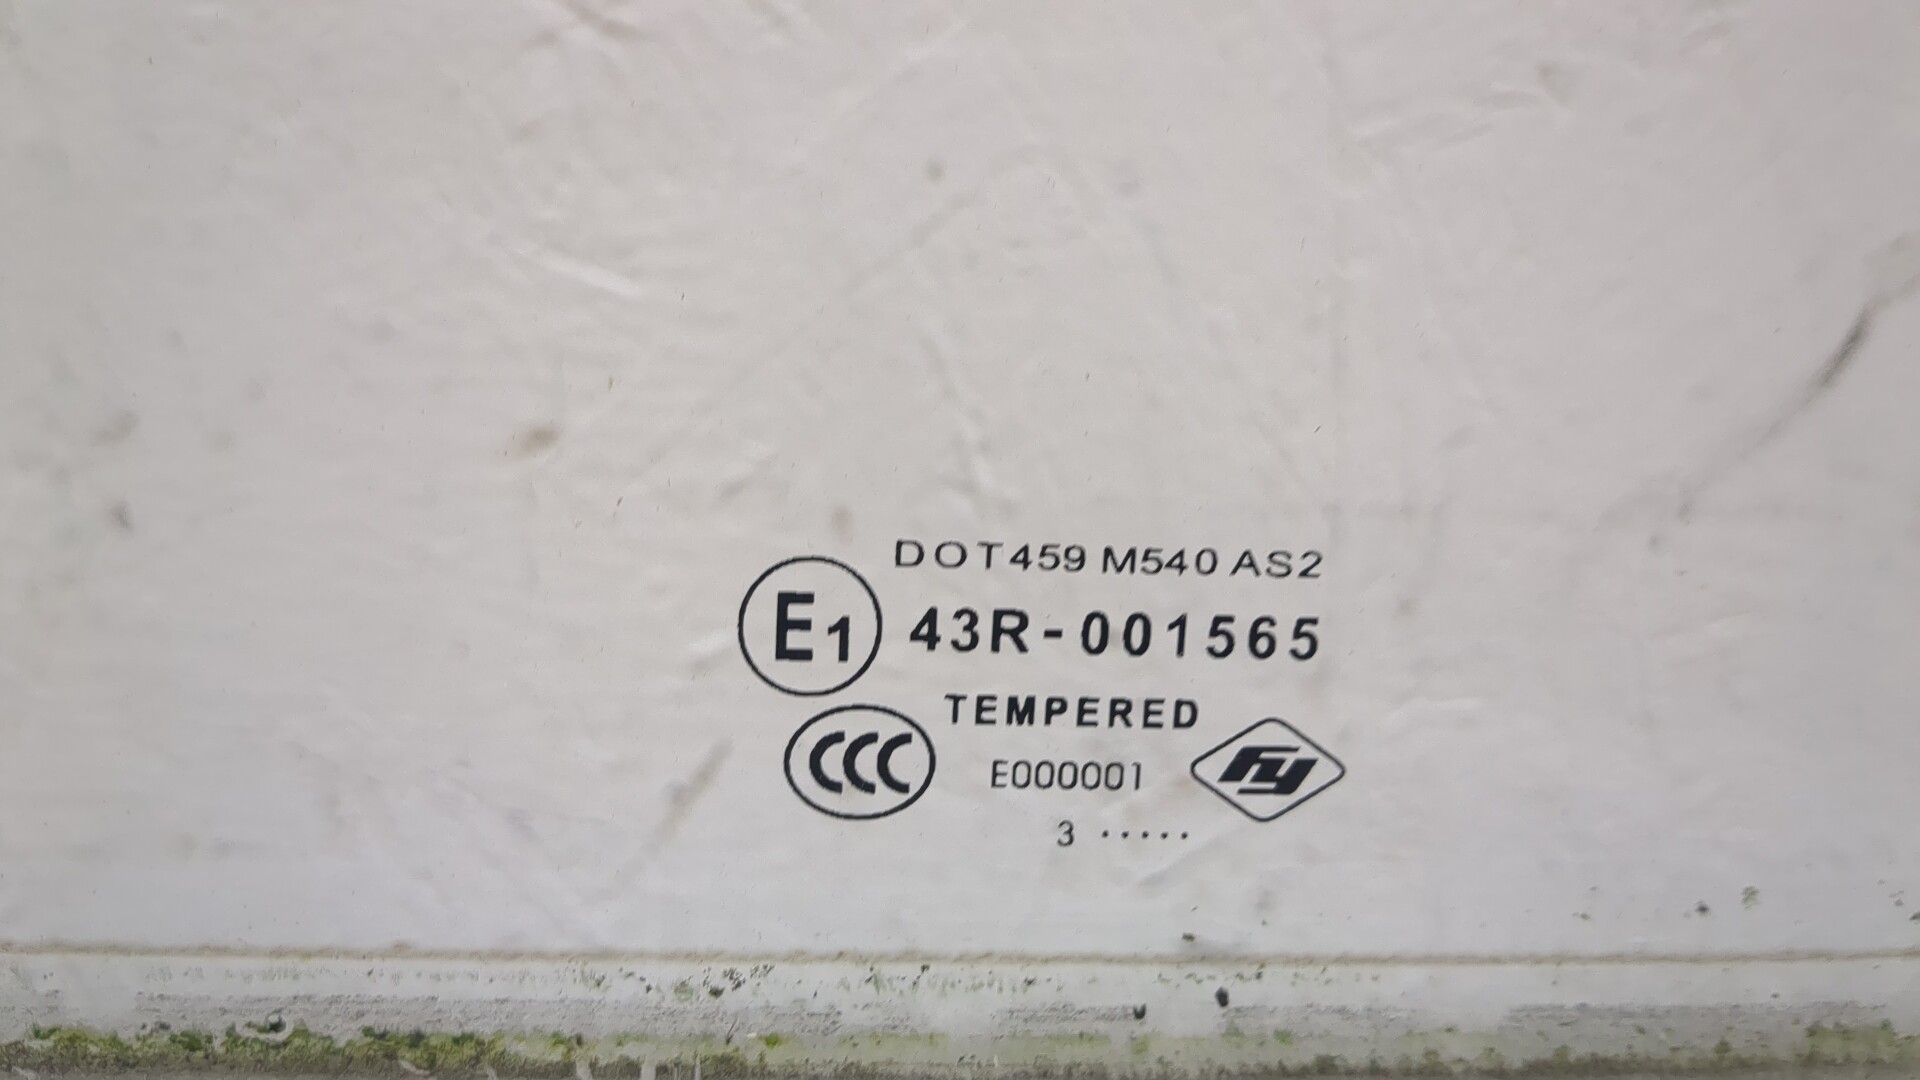 DOT459 M540 AS2
E1 43R-001565
TEMPERED
CCC E000001 FY
3 .....